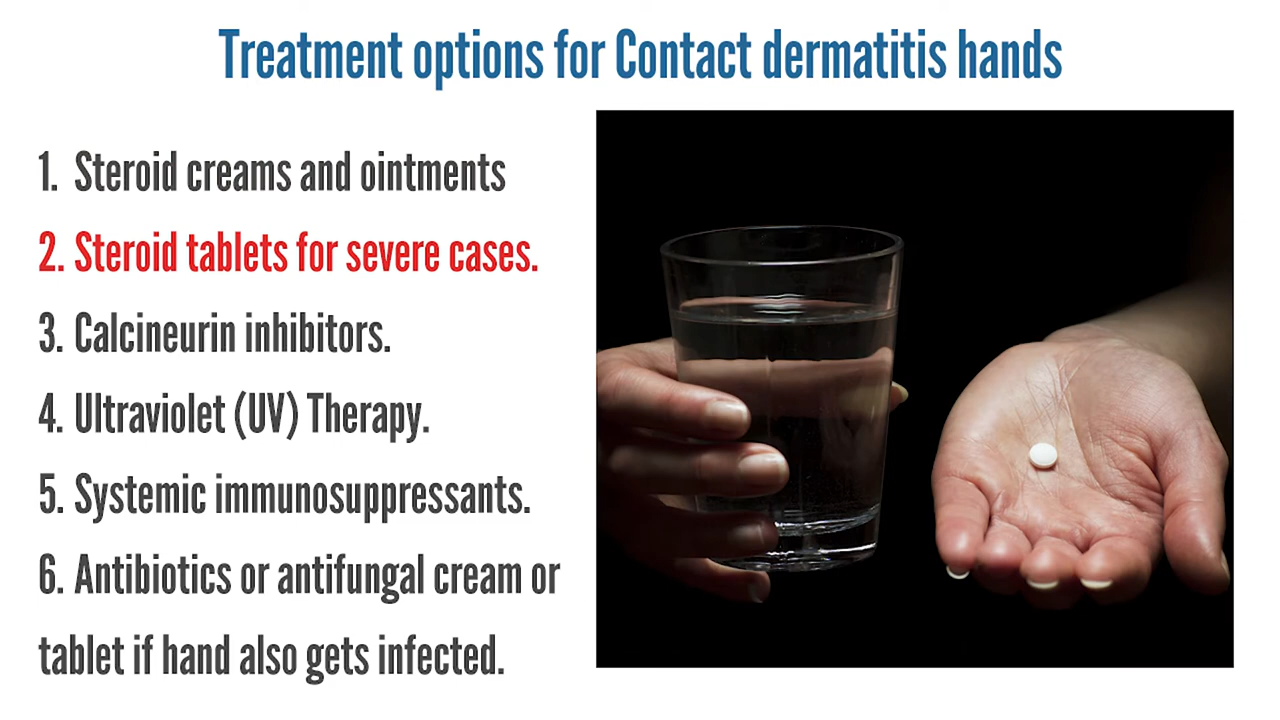 Treatment options for Contact dermatitis hands
1. Steroid creams and ointments
2. Steroid tablets for severe cases.
3. Calcineurin inhibitors.
4. Ultraviolet (UV) Therapy.
5. Systemic immunosuppressants.
6. Antibiotics or antifungal cream or
tablet if hand also gets infected.